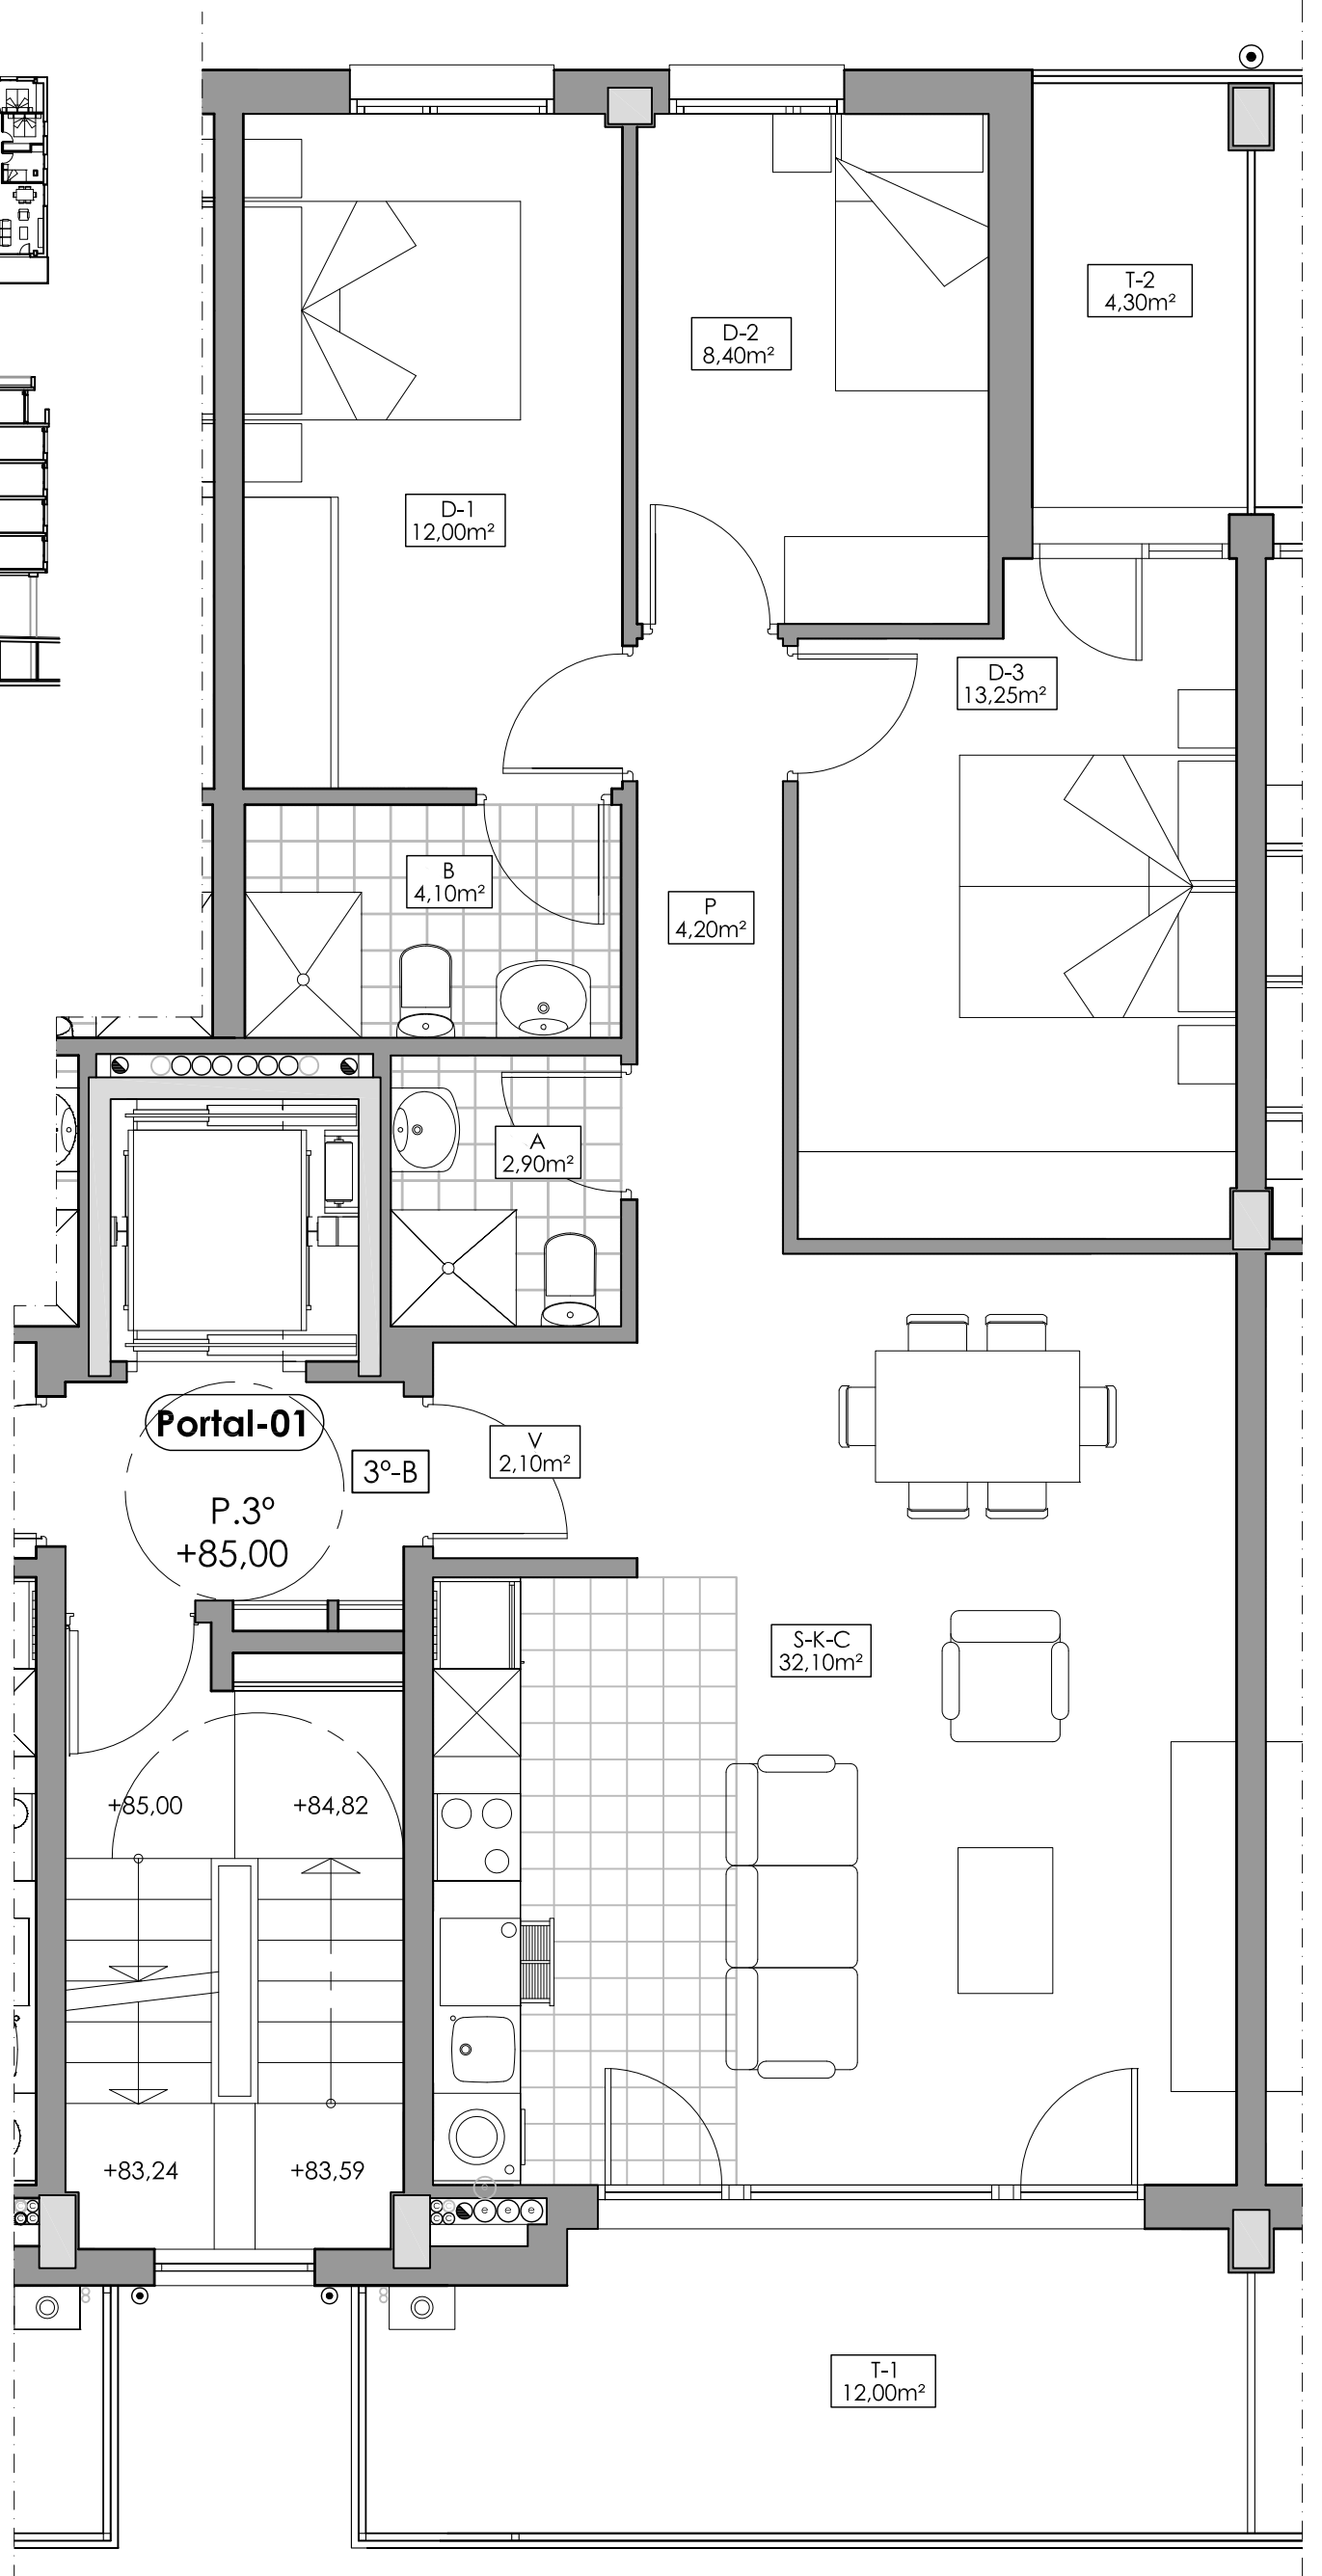 T-2
4,30m²
D-2
8,40m²
D-1
12,00m²
D-3
13,25m²
B
4,10m²
P
4,20m²
A
2,90m²
Portal-01
3º-B
V
2,10m²
P.3º
+85,00
S-K-C
32,10m²
+85,00
+84,82
+83,24
+83,59
T-1
12,00m²